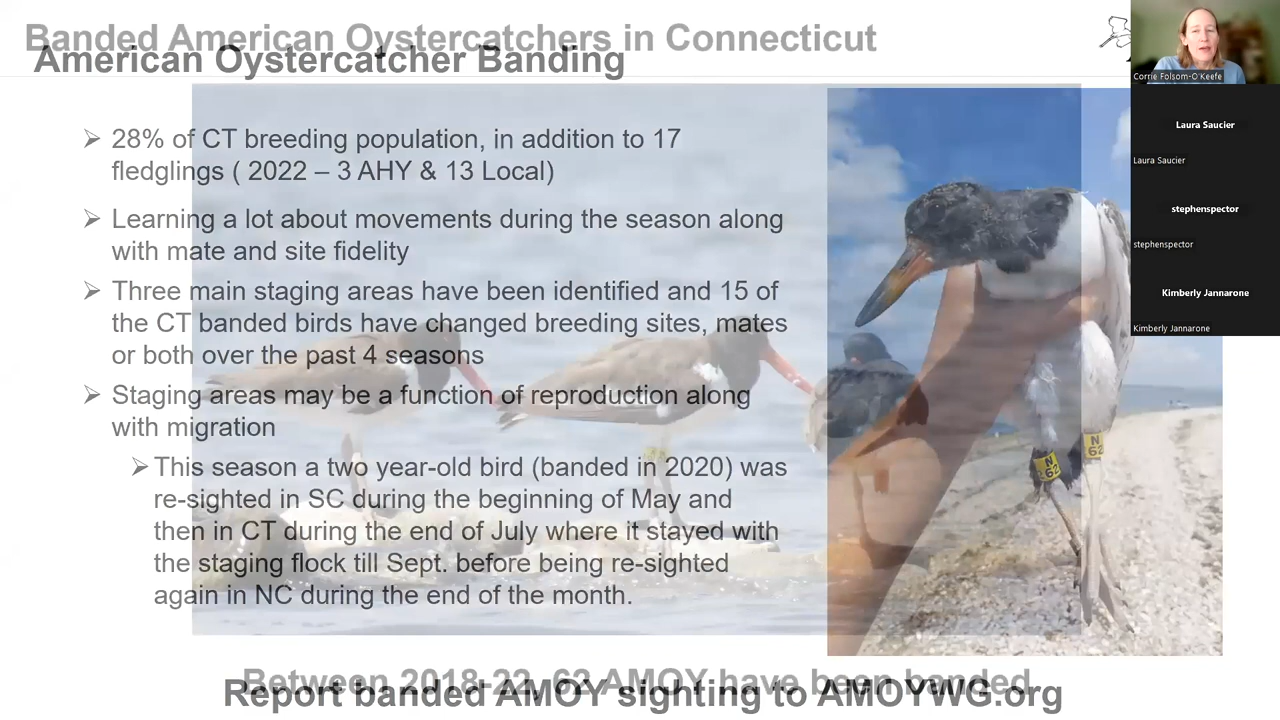 Banded American Oystercatchers in Connecticut
American Oystercatcher Banding
28% of CT breeding population, in addition to 17
fledglings ( 2022 – 3 AHY & 13 Local)
Learning a lot about movements during the season along
with mate and site fidelity
Three main staging areas have been identified and 15 of
the CT banded birds have changed breeding sites, mates
or both over the past 4 seasons
Staging areas may be a function of reproduction along
with migration
This season a two year-old bird (banded in 2020) was
re-sighted in SC during the beginning of May and
then in CT during the end of July where it stayed with
the staging flock till Sept. before being re-sighted
again in NC during the end of the month.
Between 2018-22, 62 AMOY have been banded
Report banded AMOY sighting to AMOYWG.org
N
62
N
62
Corrie Folsom-O'Keefe
Laura Saucier
Laura Saucier
stephenspector
stephenspector
Kimberly Jannarone
Kimberly Jannarone